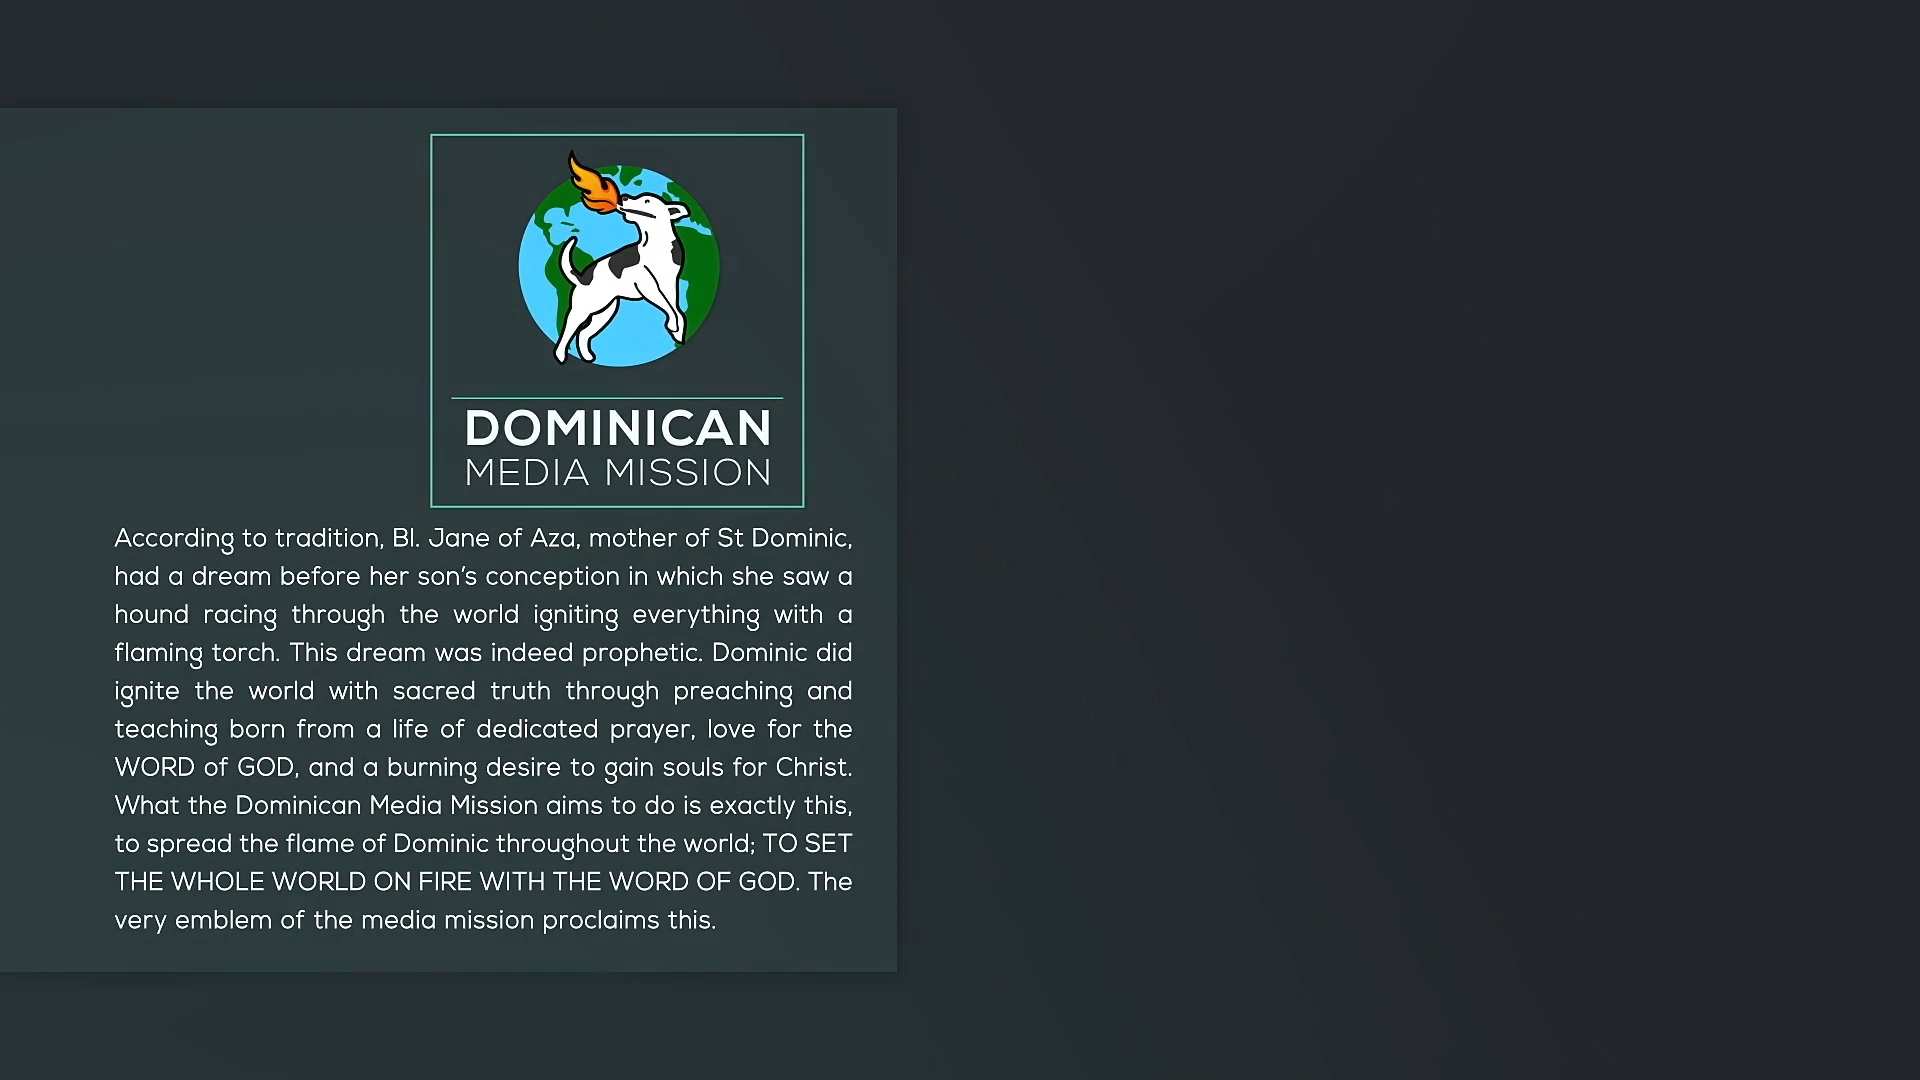 DOMINICAN
MEDIA MISSION
According to tradition, Bl. Jane of Aza, mother of St Dominic,
had a dream before her son's conception in which she saw a
hound racing through the world igniting everything with a
flaming torch. This dream was indeed prophetic. Dominic did
ignite the world with sacred truth through preaching and
teaching born from a life of dedicated prayer, love for the
WORD of GOD, and a burning desire to gain souls for Christ.
What the Dominican Media Mission aims to do is exactly this,
to spread the flame of Dominic throughout the world; TO SET
THE WHOLE WORLD ON FIRE WITH THE WORD OF GOD. The
very emblem of the media mission proclaims this.